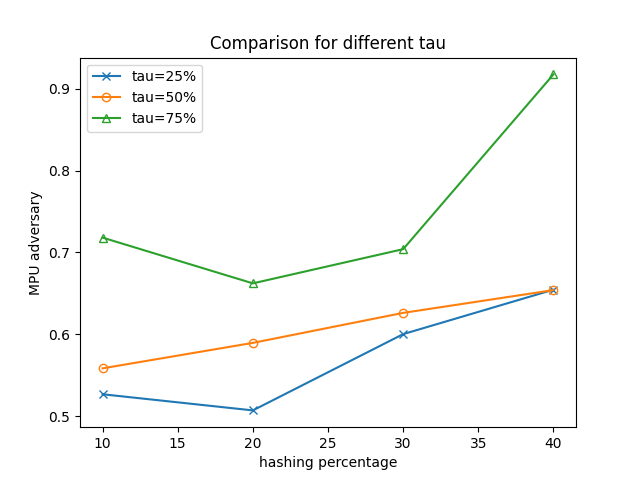 Comparison for different tau
tau=25%
tau=50%
tau=75%
0.9
0.8
0.7
0.6
0.5
MPU adversary
10 15 20 25 30 35 40
hashing percentage